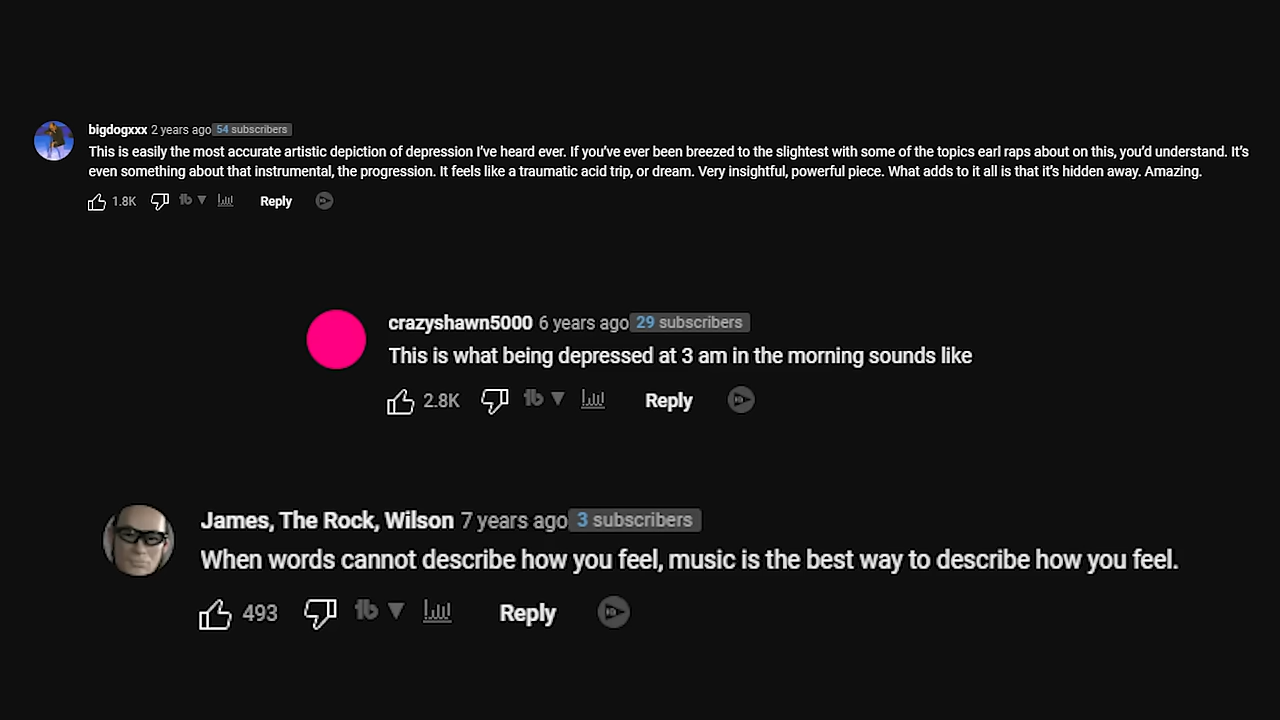 bigdogxxx 2 years ago 54 subscribers
This is easily the most accurate artistic depiction of depression I've heard ever. If you've ever been breezed to the slightest with some of the topics earl raps about on this, you'd understand. It's
even something about that instrumental, the progression. It feels like a traumatic acid trip, or dream. Very insightful, powerful piece. What adds to it all is that it's hidden away. Amazing.
1.8K tb Reply
crazyshawn5000 6 years ago 29 subscribers
This is what being depressed at 3 am in the morning sounds like
2.8K tb Reply
James, The Rock, Wilson 7 years ago 3 subscribers
When words cannot describe how you feel, music is the best way to describe how you feel.
493 tb Reply